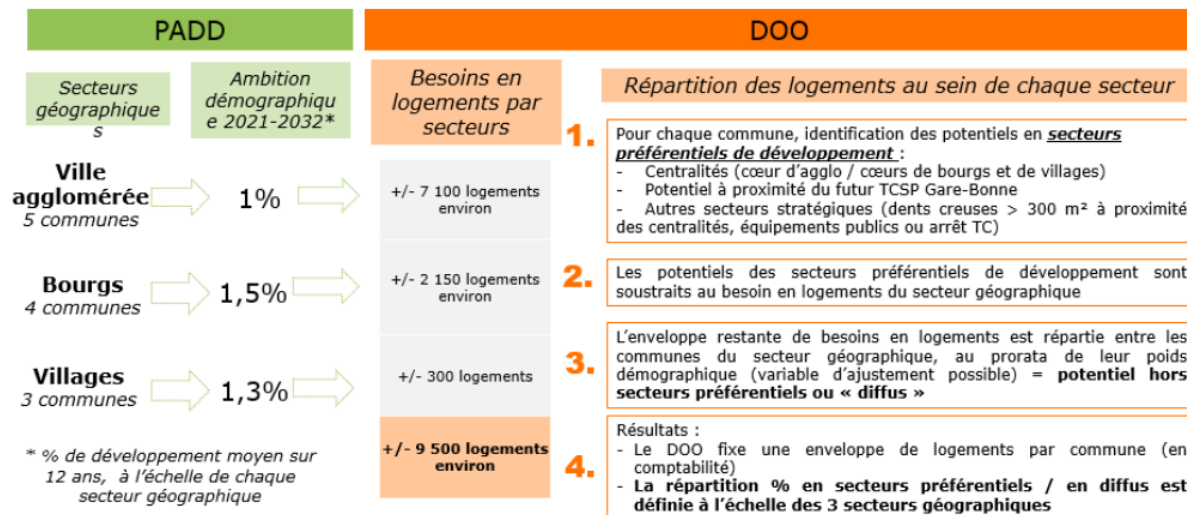 PADD
DOO
Secteurs
géographique
s
Ambition
démographiqu
e 2021-2032*
Besoins en
logements par
secteurs
Répartition des logements au sein de chaque secteur
Ville
agglomérée
5 communes
1%
+/- 7 100 logements
environ
Bourgs
4 communes
1,5%
+/- 2 150 logements
environ
Villages
3 communes
1,3%
+/- 300 logements
+/- 9 500 logements
environ
* % de développement moyen sur
12 ans, à l'échelle de chaque
secteur géographique
1.
Pour chaque commune, identification des potentiels en secteurs
préférentiels de développement :
- Centralités (cœur d'agglo / cœurs de bourgs et de villages)
- Potentiel à proximité du futur TCSP Gare-Bonne
- Autres secteurs stratégiques (dents creuses > 300 m² à proximité
des centralités, équipements publics ou arrêt TC)
2.
Les potentiels des secteurs préférentiels de développement sont
soustraits au besoin en logements du secteur géographique
3.
L'enveloppe restante de besoins en logements est répartie entre les
communes du secteur géographique, au prorata de leur poids
démographique (variable d'ajustement possible) = potentiel hors
secteurs préférentiels ou « diffus »
4.
Résultats :
- Le DOO fixe une enveloppe de logements par commune (en
comptabilité)
- La répartition % en secteurs préférentiels / en diffus est
définie à l'échelle des 3 secteurs géographiques